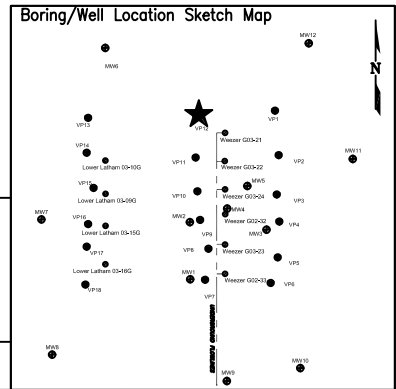 Boring/Well Location Sketch Map
MW12
MW6
N
VP1
VP13
VP12
Weezer G03-21
VP14
VP11
Weezer G03-22
VP2
MW11
Lower Latham 03-10G
VP15
VP10
Weezer G03-24
MW5
VP3
Lower Latham 03-09G
MW4
MW7
VP16
MW2
Weezer G02-32
VP4
Lower Latham 03-15G
VP9
MW3
VP17
VP8
Weezer G03-23
VP5
Lower Latham 03-16G
MW1
Weezer G02-33
VP18
VP7
VP6
UNDERGROUND FLOWLINES
MW8
MW10
MW9